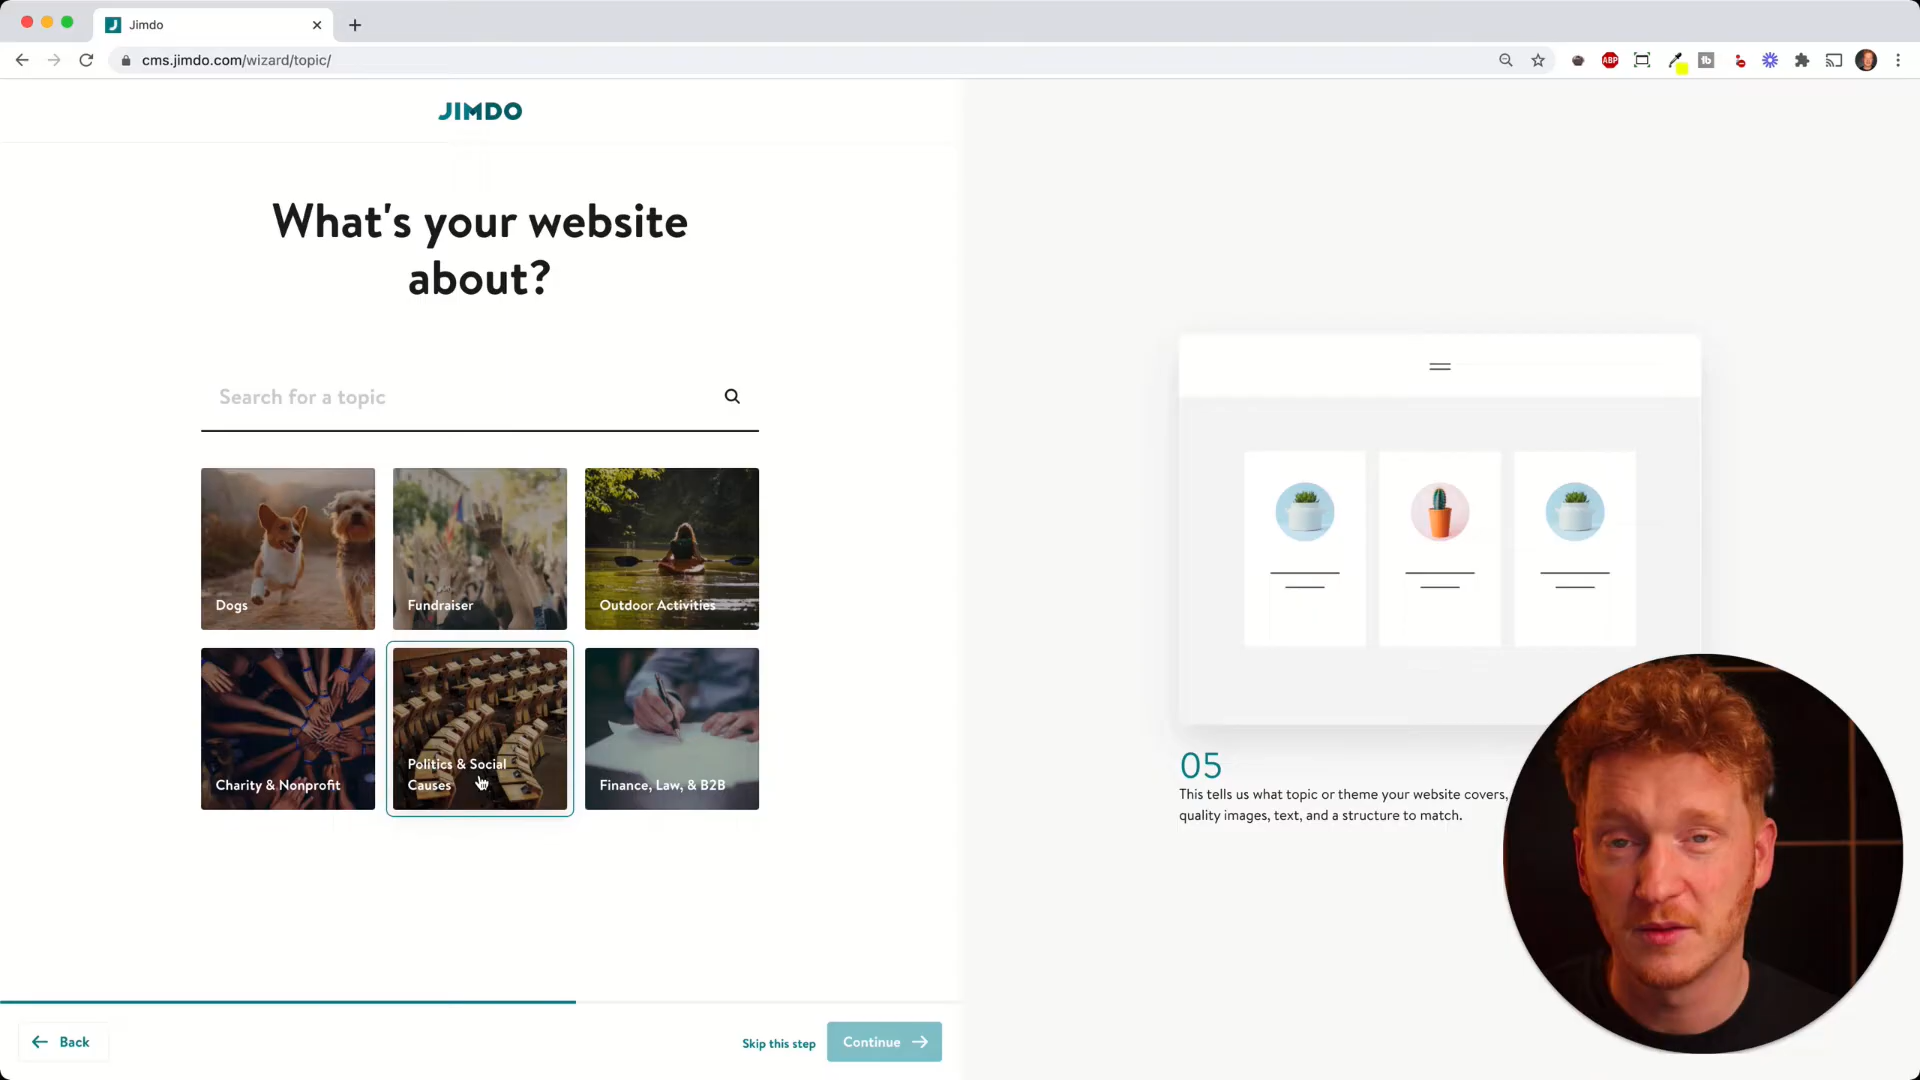 Jimdo
cms.jimdo.com/wizard/topic/
ABP
JIMDO
What's your website
about?
Search for a topic
Dogs
Fundraiser
Outdoor Activities
Charity & Nonprofit
Politics & Social
Causes
Finance, Law, & B2B
05
This tells us what topic or theme your website covers,
quality images, text, and a structure to match.
Back
Skip this step
Continue